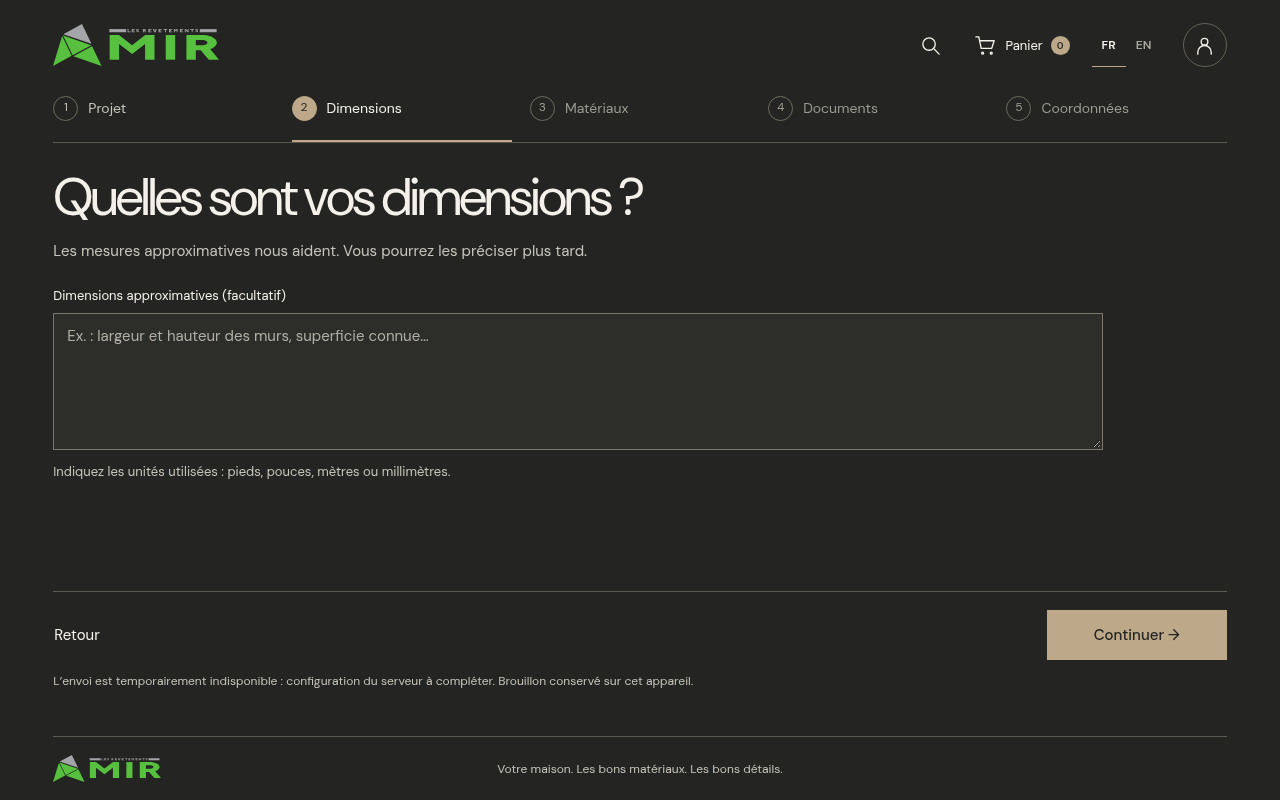 LES REVÊTEMENTS
MIR
Panier 0 FR EN
1 Projet 2 Dimensions 3 Matériaux 4 Documents 5 Coordonnées
Quelles sont vos dimensions ?
Les mesures approximatives nous aident. Vous pourrez les préciser plus tard.
Dimensions approximatives (facultatif)
Ex. : largeur et hauteur des murs, superficie connue…
Indiquez les unités utilisées : pieds, pouces, mètres ou millimètres.
Retour Continuer →
L’envoi est temporairement indisponible : configuration du serveur à compléter. Brouillon conservé sur cet appareil.
LES REVÊTEMENTS
MIR
Votre maison. Les bons matériaux. Les bons détails.